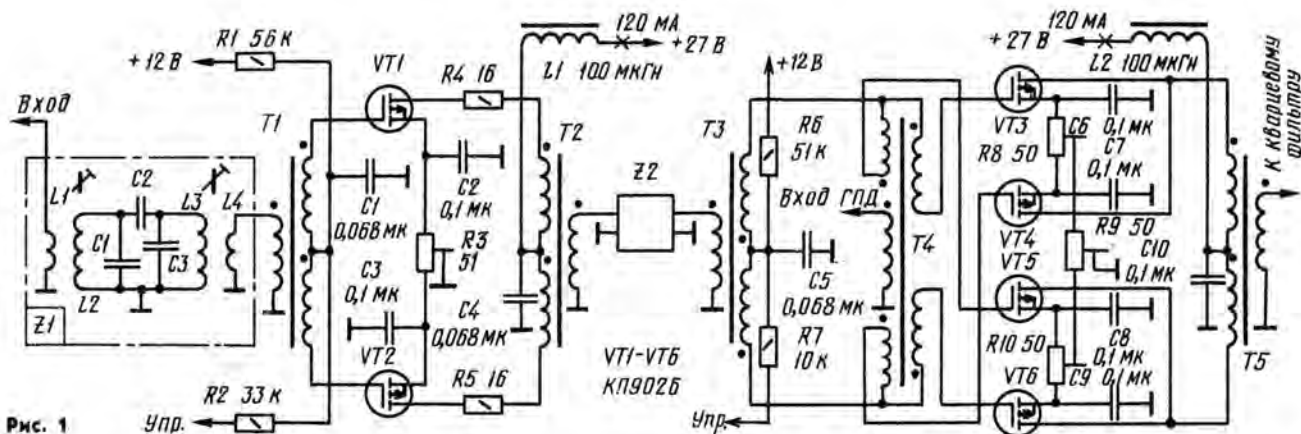 R1 56 К
+12 В
Вход
L1
C2
L3
L4
C1
C3
L2
Z1
R2 33 К
Упр.
Рис. 1
T1
VT1
R4 16
C1
0,068 МК
C2
0,1 МК
R3
51
C3
0,1 МК
C4
0,068 МК
VT2
R5 16
120 МА
+27 В
L1 100 МКГН
T2
Z2
VT1-VT6
КП902Б
T3
+12 В
R6
51 К
Вход ГПД
C5
0,068 МК
R7
10 К
Упр.
T4
120 МА
+27 В
L2 100 МКГН
VT3
C6
0,1 МК
C7
R8 50
0,1 МК
VT4
R9 50
VT5
C10
0,1 МК
C8
R10 50
0,1 МК
C9
0,1 МК
VT6
T5
К кварцевому
фильтру